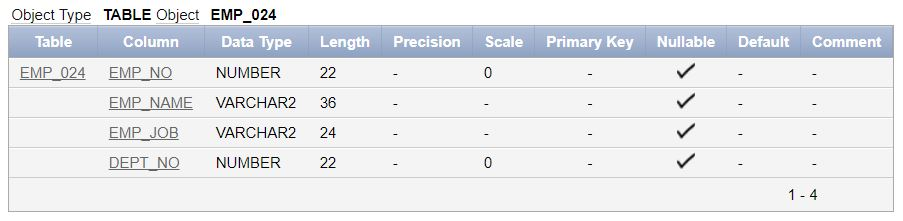 Object Type TABLE Object EMP_024
Table Column Data Type Length Precision Scale Primary Key Nullable Default Comment
EMP_024 EMP_NO NUMBER 22 - 0 - ✓ - -
EMP_NAME VARCHAR2 36 - - - ✓ - -
EMP_JOB VARCHAR2 24 - - - ✓ - -
DEPT_NO NUMBER 22 - 0 - ✓ - -
1 - 4